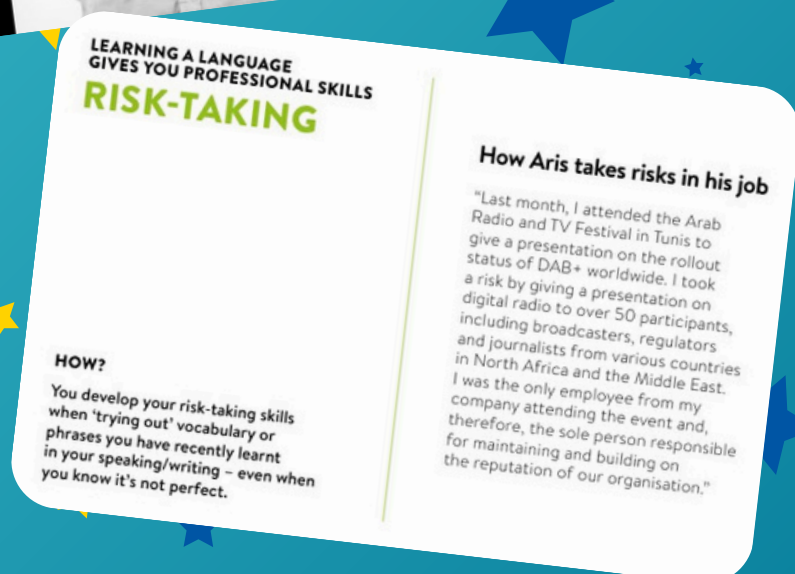 LEARNING A LANGUAGE
GIVES YOU PROFESSIONAL SKILLS
RISK-TAKING
HOW?
You develop your risk-taking skills
when ‘trying out’ vocabulary or
phrases you have recently learnt
in your speaking/writing – even when
you know it’s not perfect.
How Aris takes risks in his job
“Last month, I attended the Arab
Radio and TV Festival in Tunis to
give a presentation on the rollout
status of DAB+ worldwide. I took
a risk by giving a presentation on
digital radio to over 50 participants,
including broadcasters, regulators
and journalists from various countries
in North Africa and the Middle East.
I was the only employee from my
company attending the event and,
therefore, the sole person responsible
for maintaining and building on
the reputation of our organisation.”